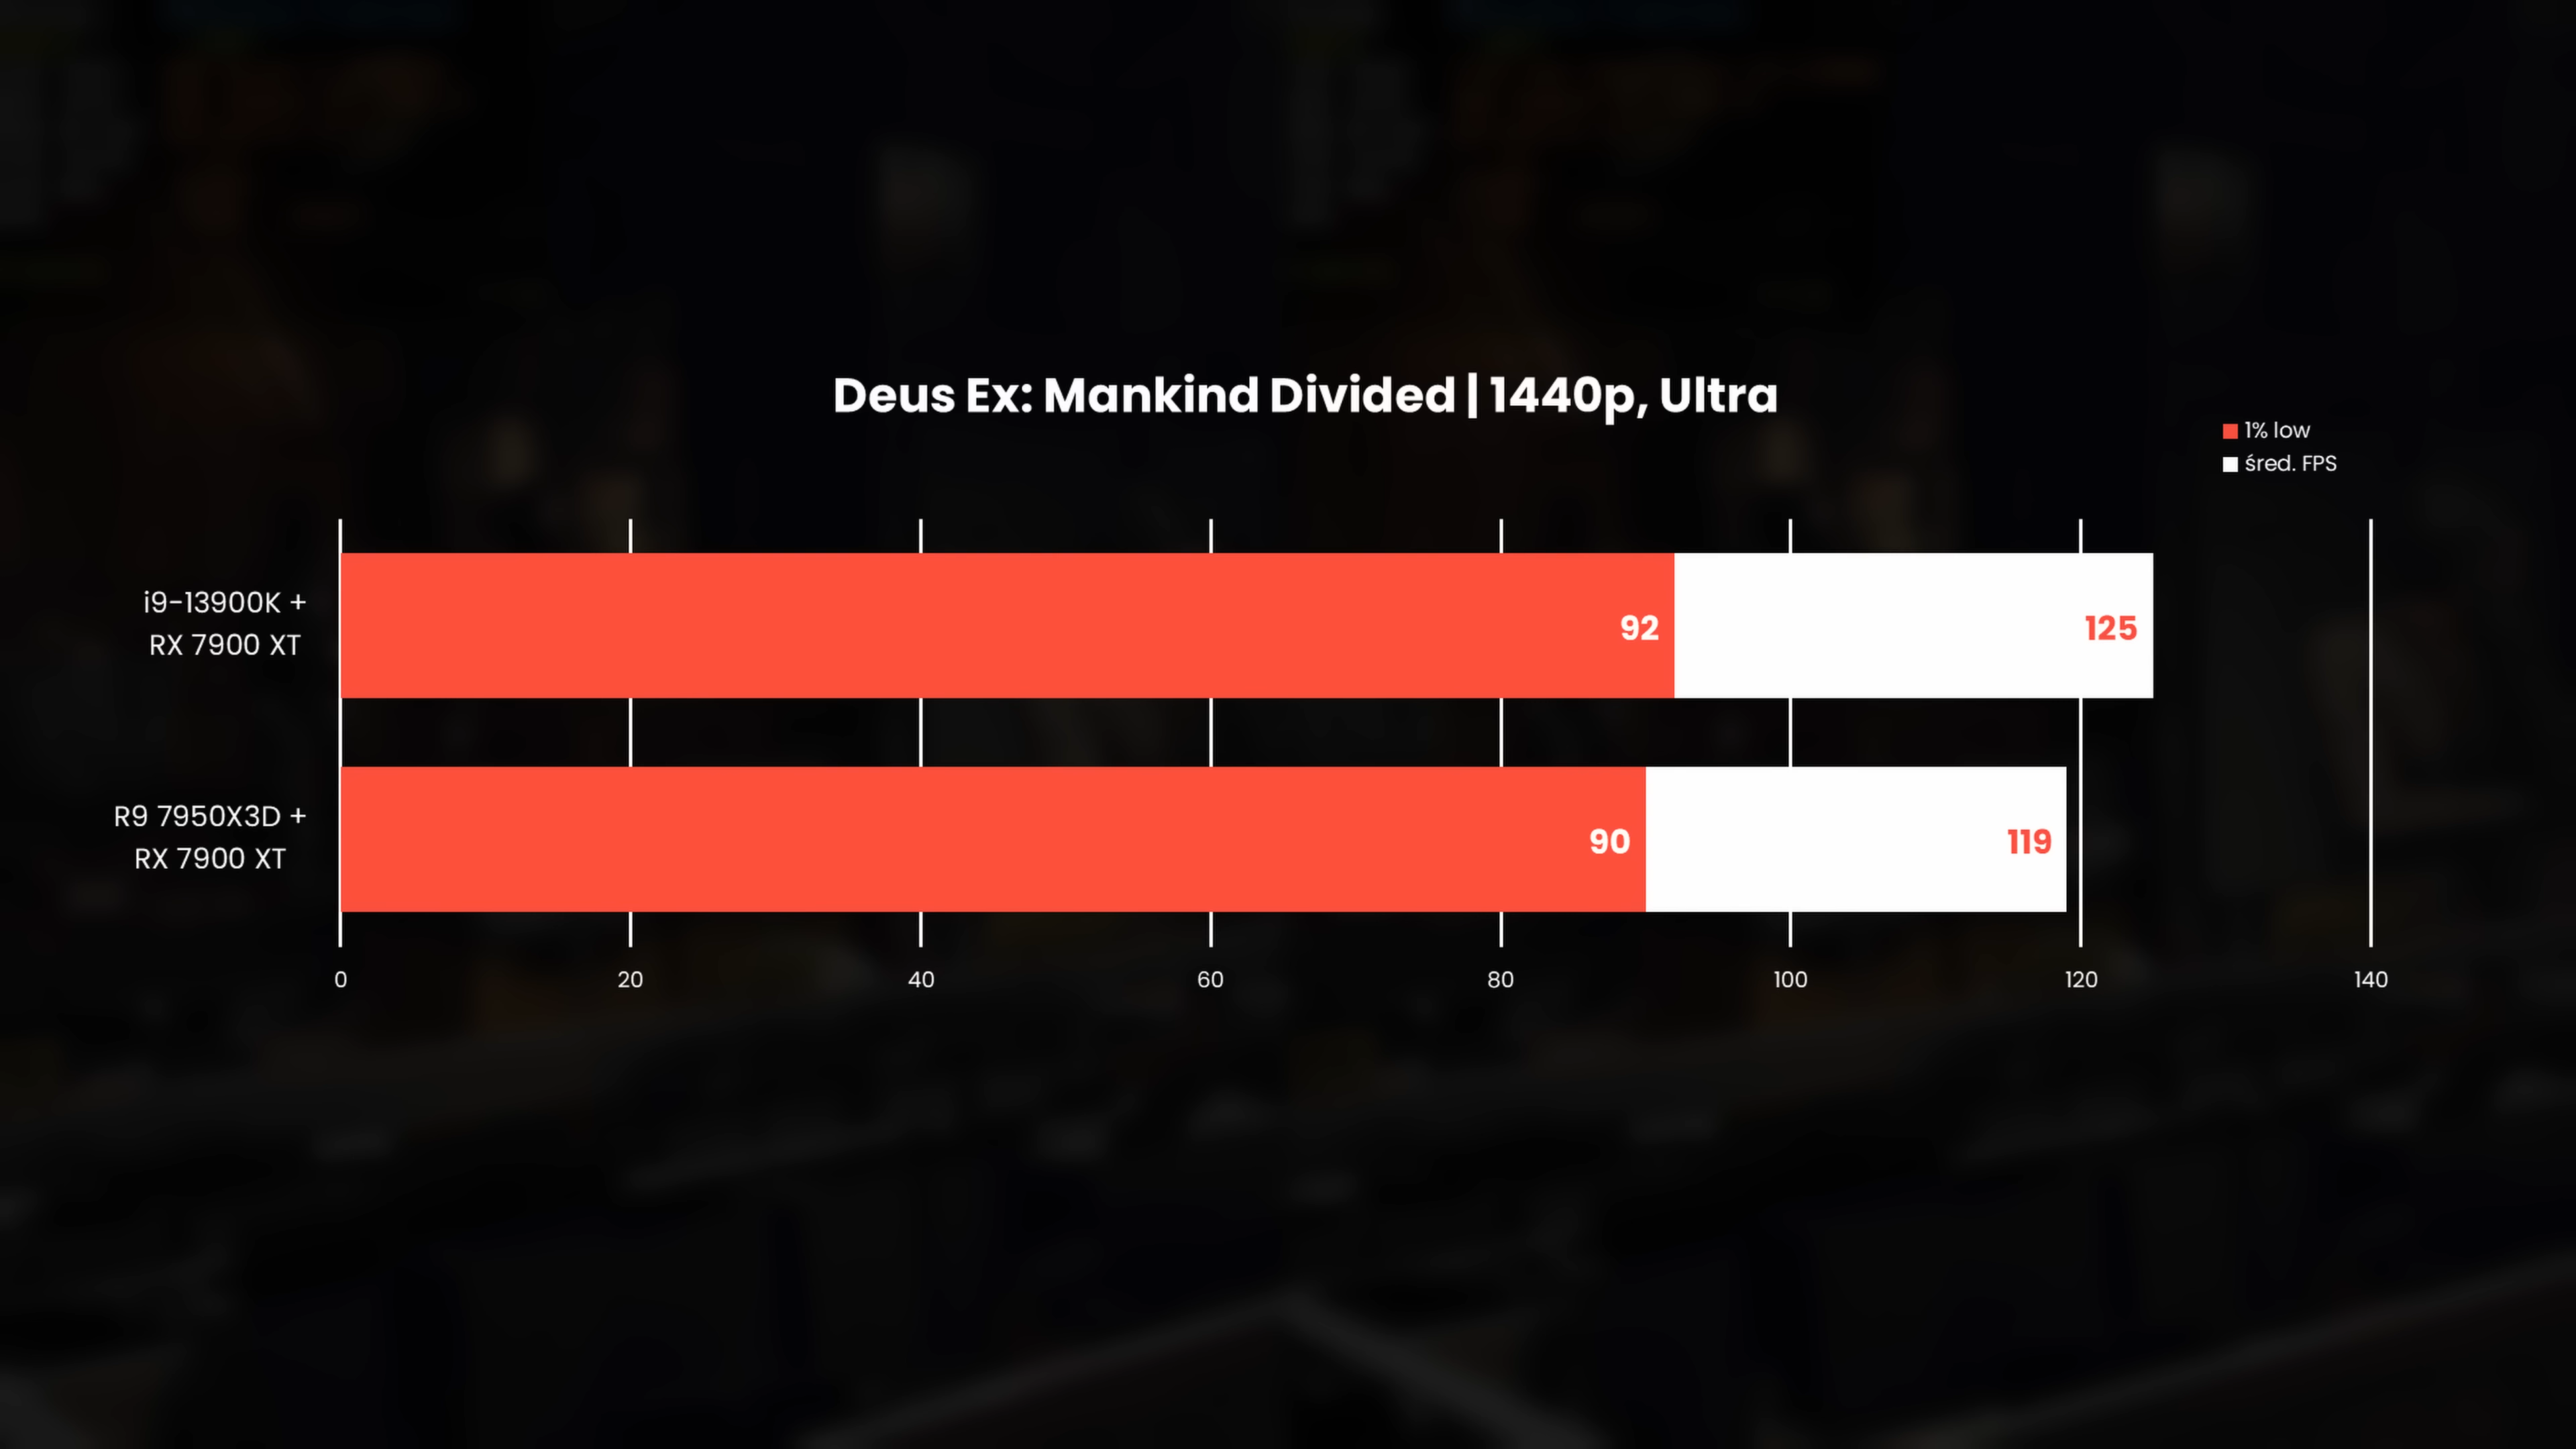 Deus Ex: Mankind Divided | 1440p, Ultra
1% low
śred. FPS
i9-13900K +
RX 7900 XT
92
125
R9 7950X3D +
RX 7900 XT
90
119
0 20 40 60 80 100 120 140